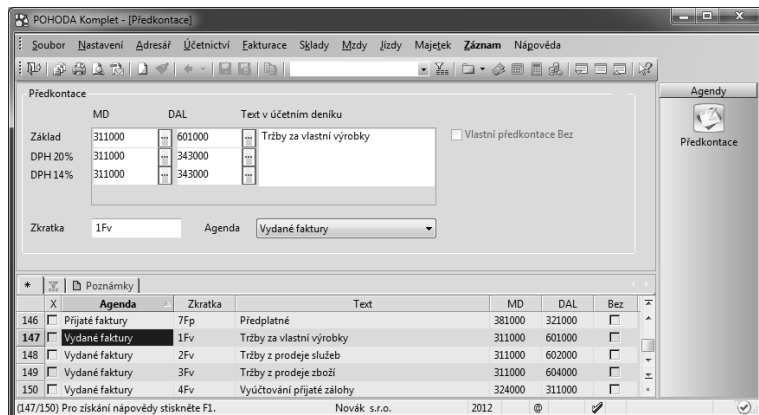 POHODA Komplet - [Předkontace]
Soubor Nastavení Adresář Účetnictví Fakturace Sklady Mzdy Jízdy Majetek Záznam Nápověda
Předkontace
MD DAL Text v účetním deníku
Základ 311000 ... 601000 ... Tržby za vlastní výrobky Vlastní předkontace Bez
DPH 20% 311000 ... 343000 ...
DPH 14% 311000 ... 343000 ...
Zkratka 1Fv Agenda Vydané faktury
Agendy
Předkontace
* Poznámky
X Agenda Zkratka Text MD DAL Bez
146 Přijaté faktury 7Fp Předplatné 381000 321000
147 Vydané faktury 1Fv Tržby za vlastní výrobky 311000 601000
148 Vydané faktury 2Fv Tržby z prodeje služeb 311000 602000
149 Vydané faktury 3Fv Tržby z prodeje zboží 311000 604000
150 Vydané faktury 4Fv Vyúčtování přijaté zálohy 324000 311000
(147/150) Pro získání nápovědy stiskněte F1. Novák s.r.o. 2012 @